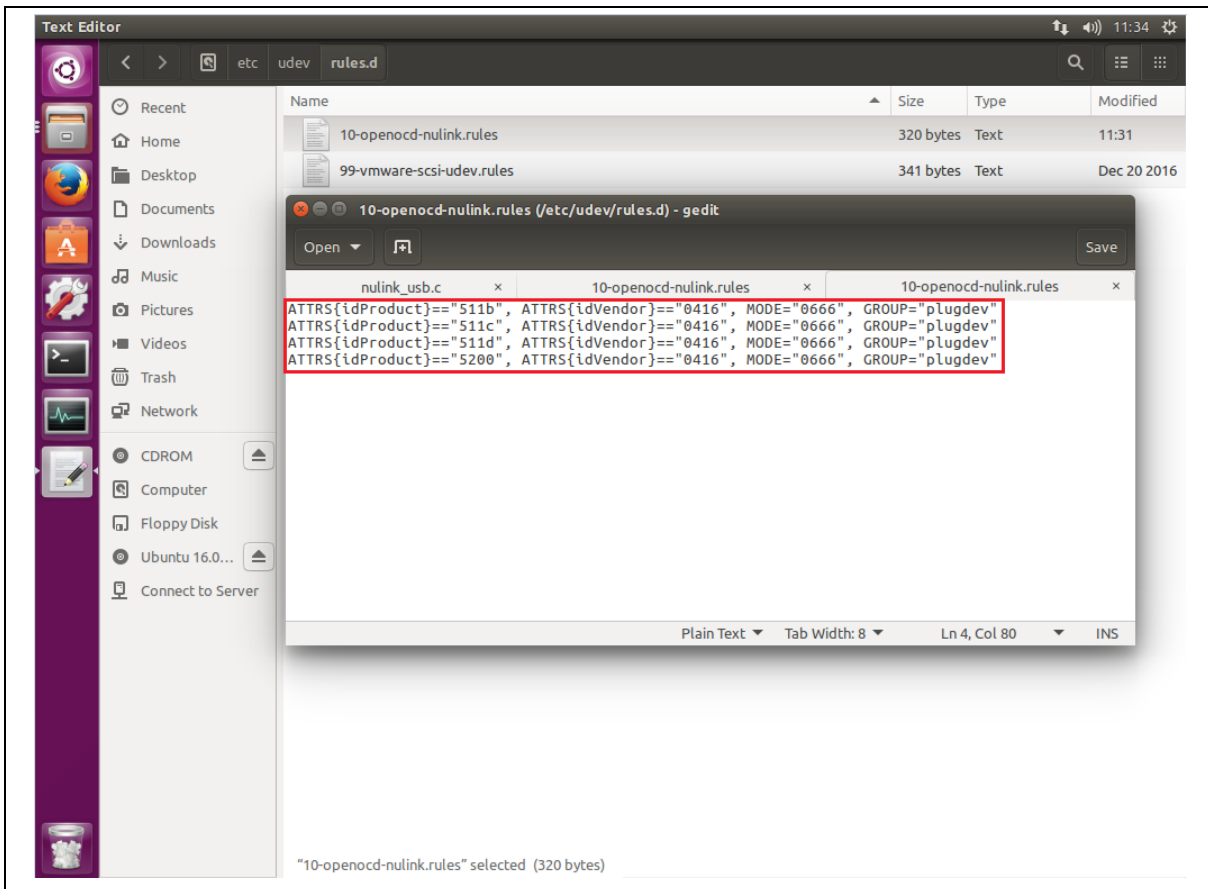 Text Editor
11:34
etc
udev
rules.d
Name
Size
Type
Modified
Recent
Home
Desktop
Documents
Downloads
Music
Pictures
Videos
Trash
Network
CDROM
Computer
Floppy Disk
Ubuntu 16.0...
Connect to Server
10-openocd-nulink.rules 320 bytes Text 11:31
99-vmware-scsi-udev.rules 341 bytes Text Dec 20 2016
10-openocd-nulink.rules (/etc/udev/rules.d) - gedit
Open
Save
nulink_usb.c ×
10-openocd-nulink.rules ×
10-openocd-nulink.rules ×
ATTRS{idProduct}=="511b", ATTRS{idVendor}=="0416", MODE="0666", GROUP="plugdev"
ATTRS{idProduct}=="511c", ATTRS{idVendor}=="0416", MODE="0666", GROUP="plugdev"
ATTRS{idProduct}=="511d", ATTRS{idVendor}=="0416", MODE="0666", GROUP="plugdev"
ATTRS{idProduct}=="5200", ATTRS{idVendor}=="0416", MODE="0666", GROUP="plugdev"
Plain Text
Tab Width: 8
Ln 4, Col 80
INS
"10-openocd-nulink.rules" selected (320 bytes)